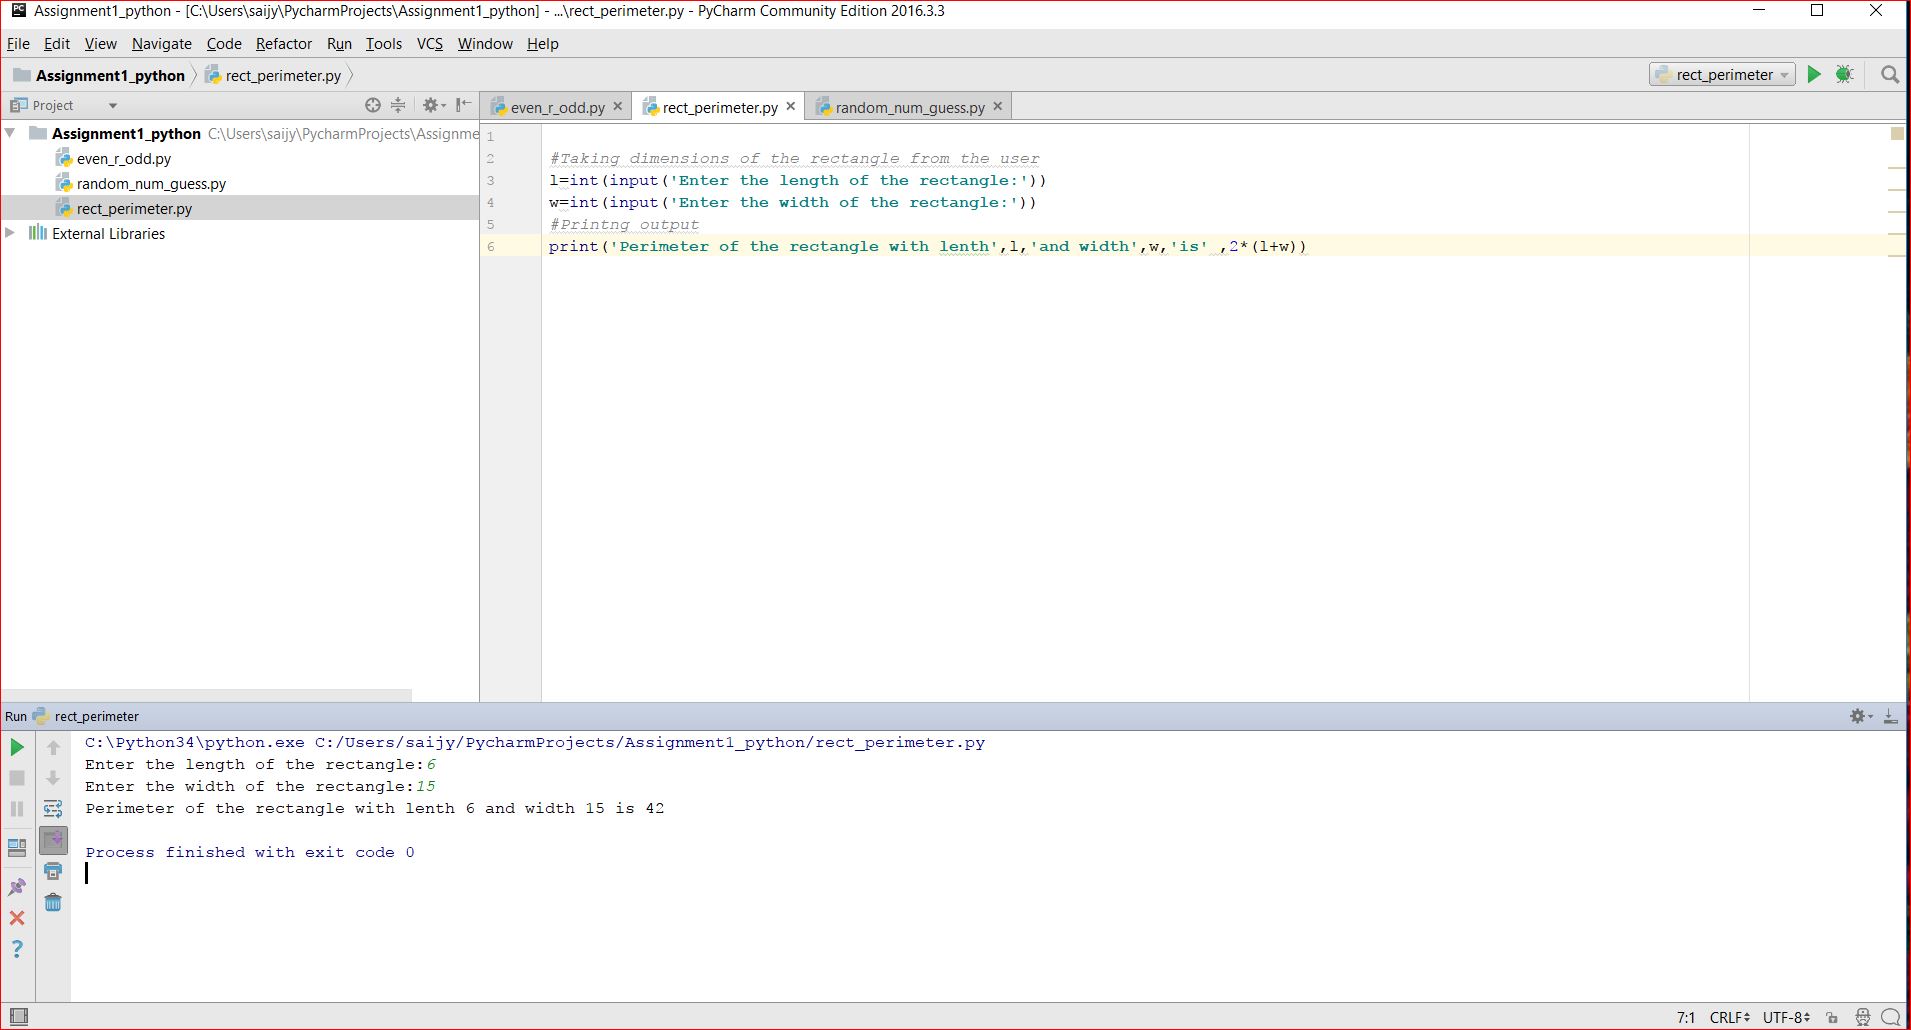 PC Assignment1_python - [C:\Users\saijy\PycharmProjects\Assignment1_python] - ...\rect_perimeter.py - PyCharm Community Edition 2016.3.3
File Edit View Navigate Code Refactor Run Tools VCS Window Help
Assignment1_python rect_perimeter.py rect_perimeter
Project even_r_odd.py rect_perimeter.py random_num_guess.py
Assignment1_python C:\Users\saijy\PycharmProjects\Assignme
even_r_odd.py
random_num_guess.py
rect_perimeter.py
External Libraries
1
2 #Taking dimensions of the rectangle from the user
3 l=int(input('Enter the length of the rectangle:'))
4 w=int(input('Enter the width of the rectangle:'))
5 #Printng output
6 print('Perimeter of the rectangle with lenth',l,'and width',w,'is' ,2*(l+w))
Run rect_perimeter
C:\Python34\python.exe C:/Users/saijy/PycharmProjects/Assignment1_python/rect_perimeter.py
Enter the length of the rectangle:6
Enter the width of the rectangle:15
Perimeter of the rectangle with lenth 6 and width 15 is 42
Process finished with exit code 0
7:1 CRLF UTF-8